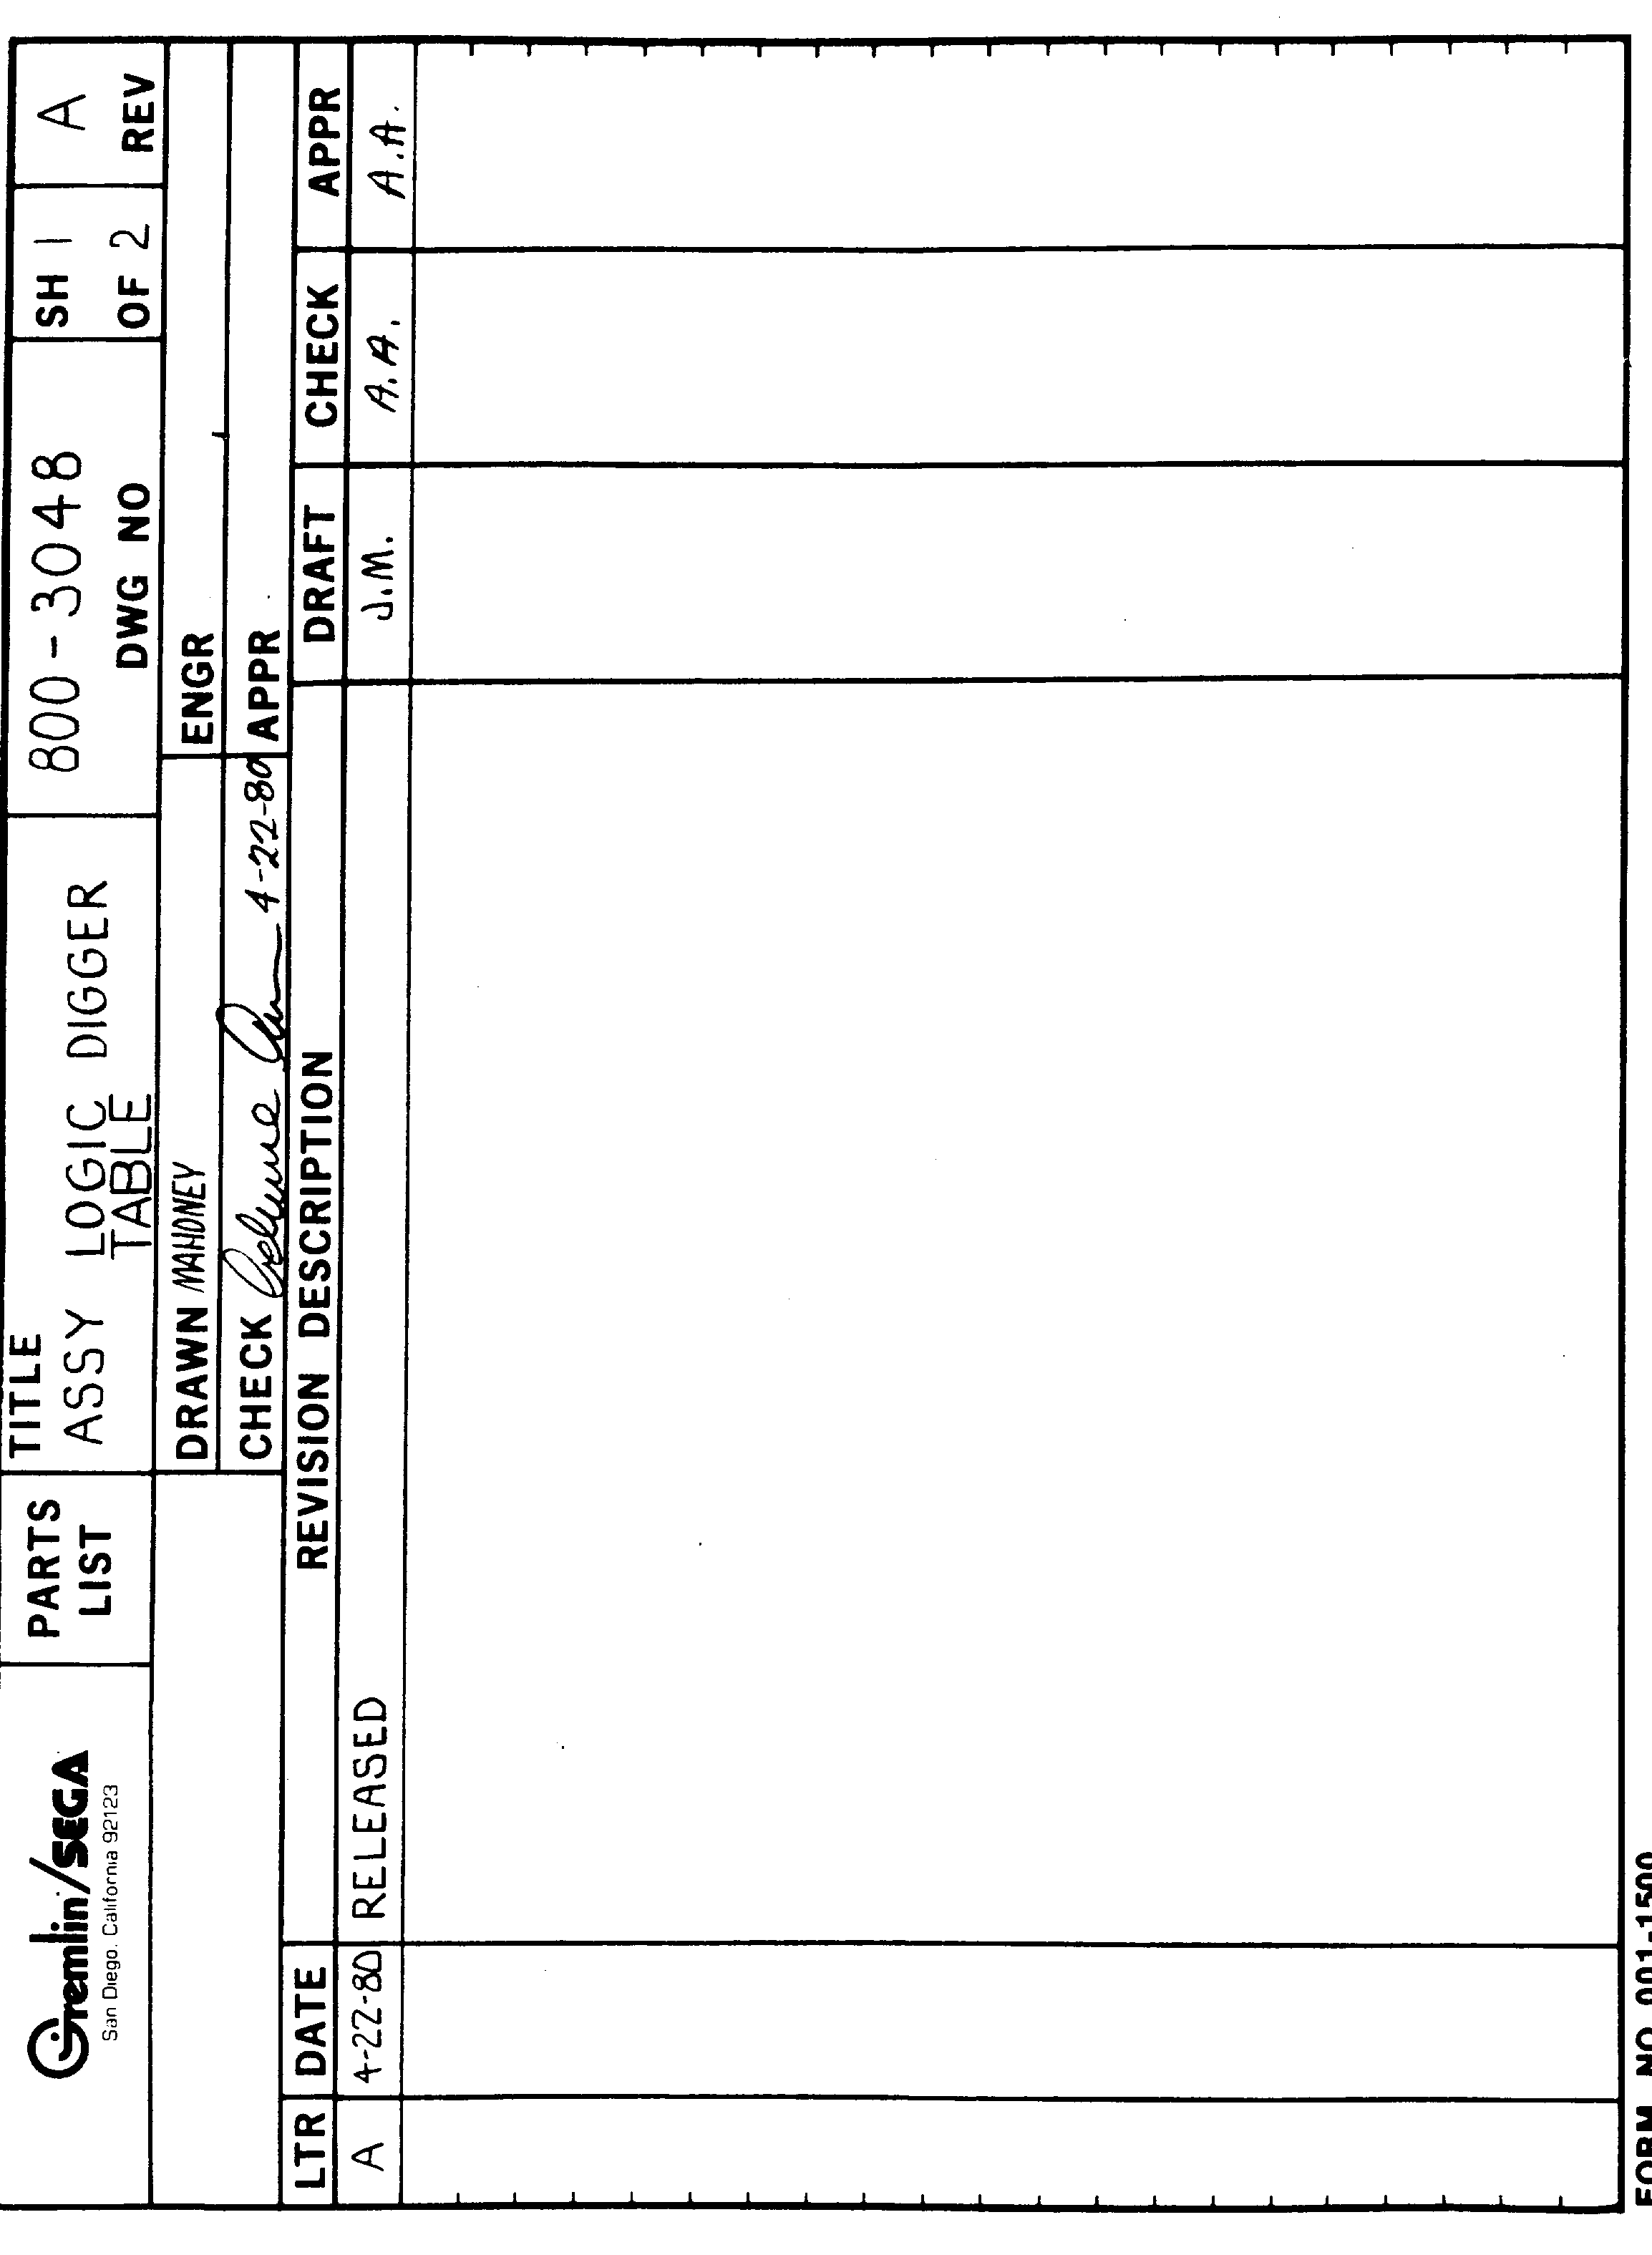 Gremlin/SEGA
San Diego, California 92123
PARTS
LIST
TITLE
ASSY LOGIC DIGGER
TABLE
800-3048
DWG NO
SH 1
OF 2
A
REV
DRAWN MAHONEY
ENGR
CHECK 4-22-80
APPR
LTR DATE REVISION DESCRIPTION DRAFT CHECK APPR
A 4-22-80 RELEASED J.M. A.A. A.A.
FORM NO 001-1500